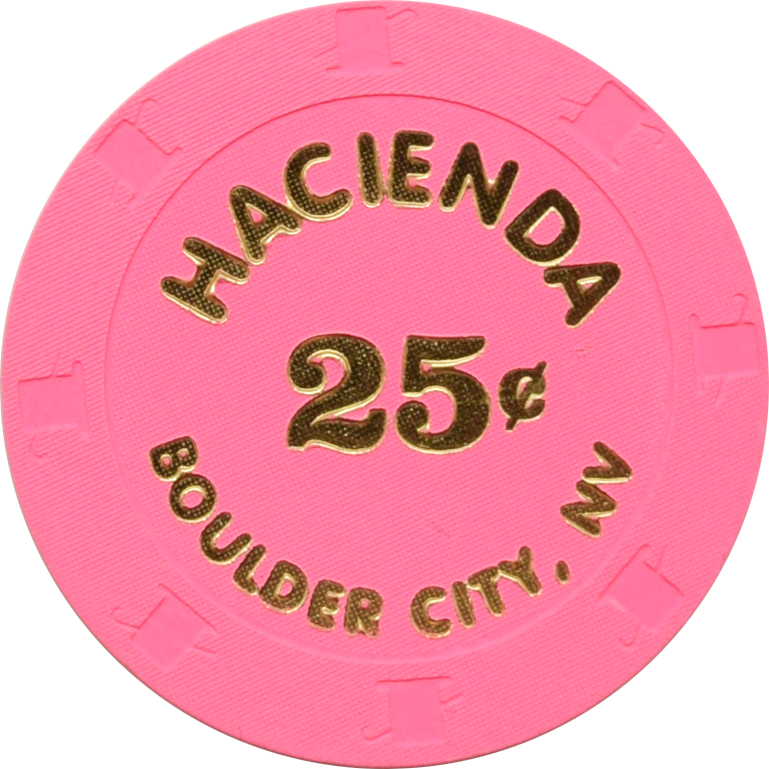 HACIENDA
25¢
BOULDER CITY, NV